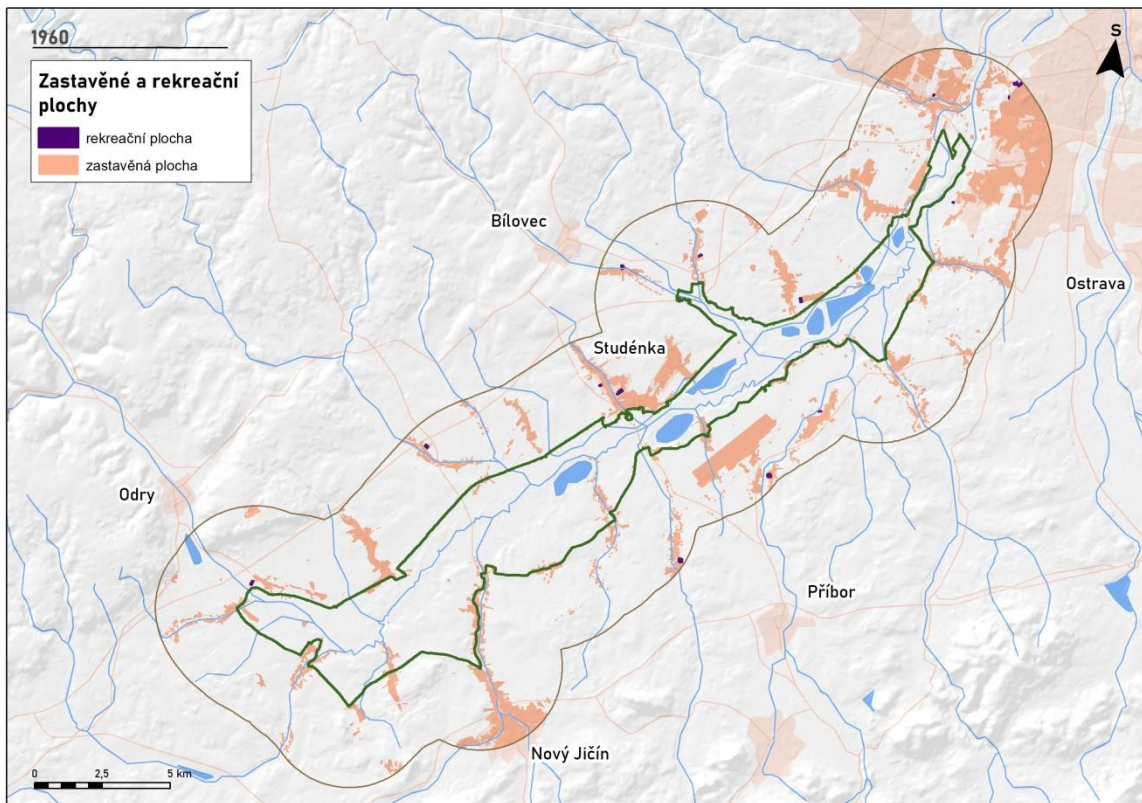 1960
Zastavěné a rekreační
plochy
rekreační plocha
zastavěná plocha
S
Bílovec
Ostrava
Studénka
Odry
Příbor
Nový Jičín
0 2,5 5 km